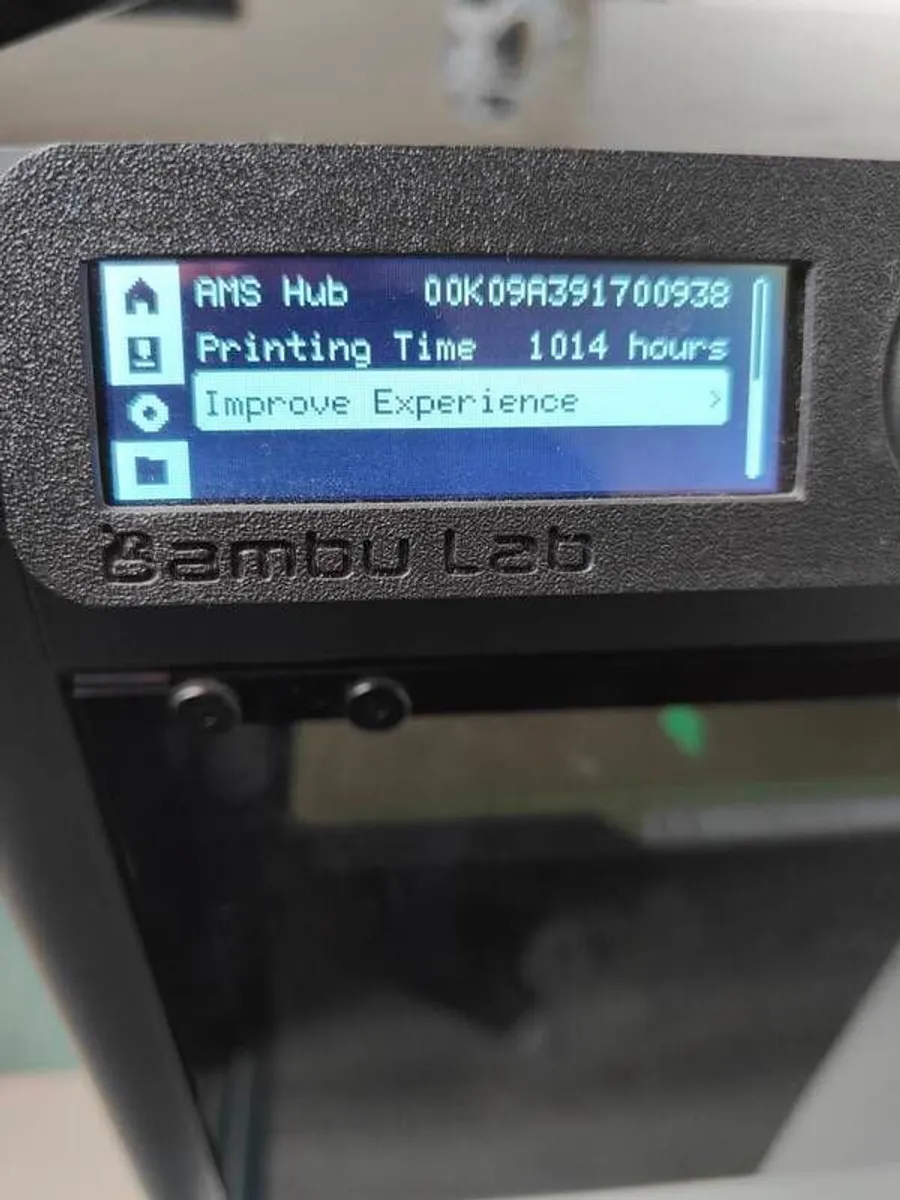 AMS Hub 00K09A391700938
Printing Time 1014 hours
Improve Experience >
Bambu Lab